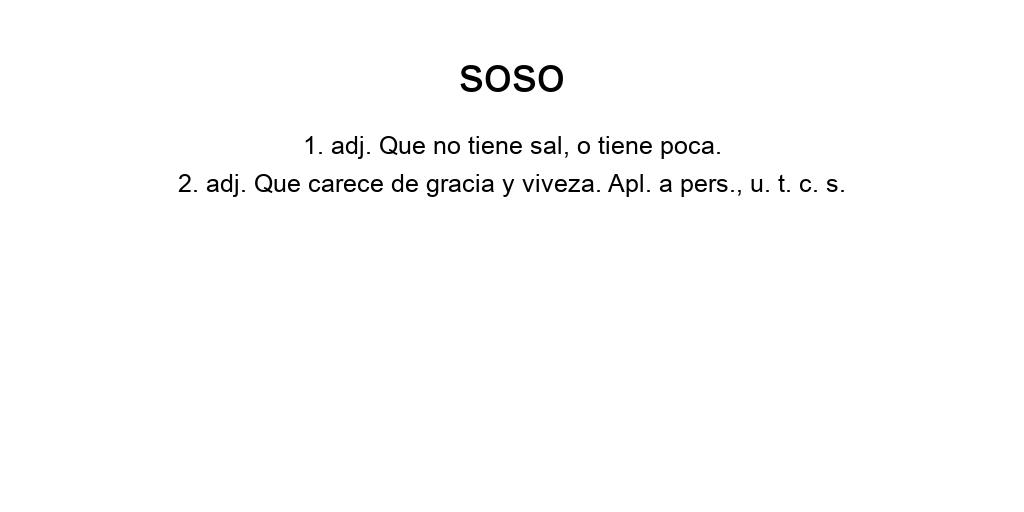 soso
1. adj. Que no tiene sal, o tiene poca.
2. adj. Que carece de gracia y viveza. Apl. a pers., u. t. c. s.